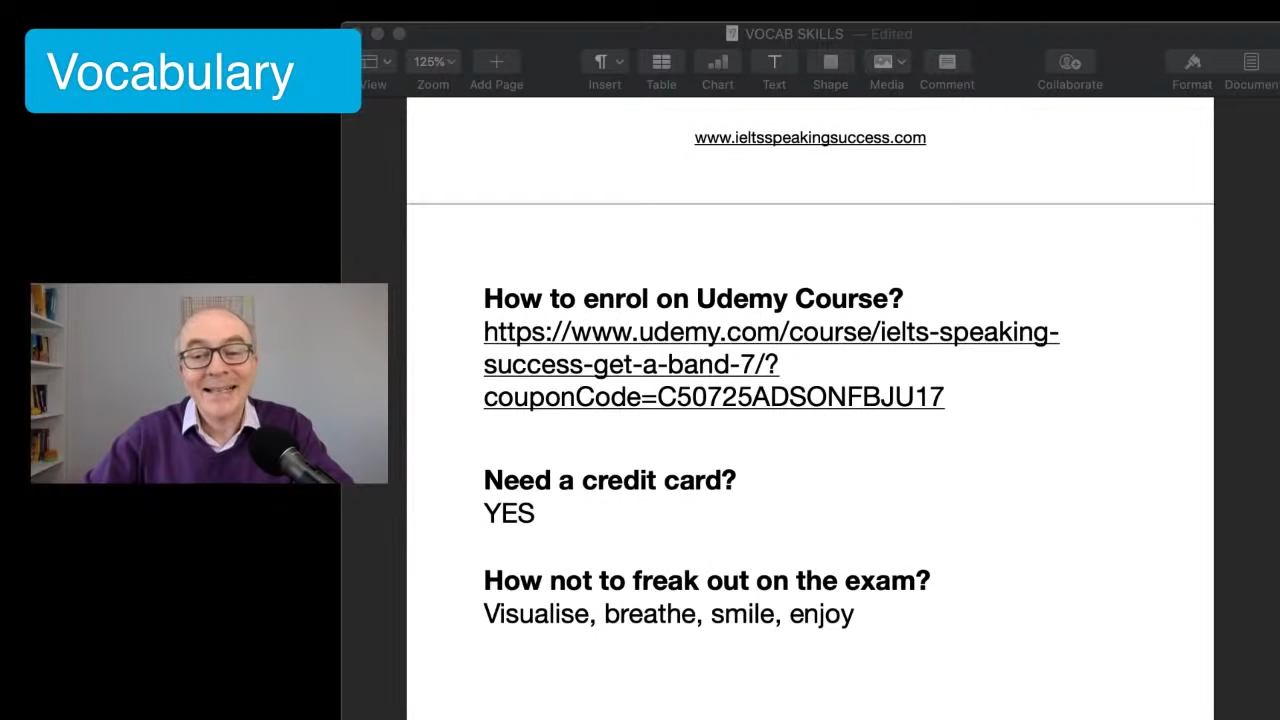 Vocabulary
VOCAB SKILLS — Edited
View
125%
Zoom
Add Page
Insert
Table
Chart
Text
Shape
Media
Comment
Collaborate
Format
Documen
www.ieltsspeakingsuccess.com
How to enrol on Udemy Course?
https://www.udemy.com/course/ielts-speaking-
success-get-a-band-7/?
couponCode=C50725ADSONFBJU17
Need a credit card?
YES
How not to freak out on the exam?
Visualise, breathe, smile, enjoy